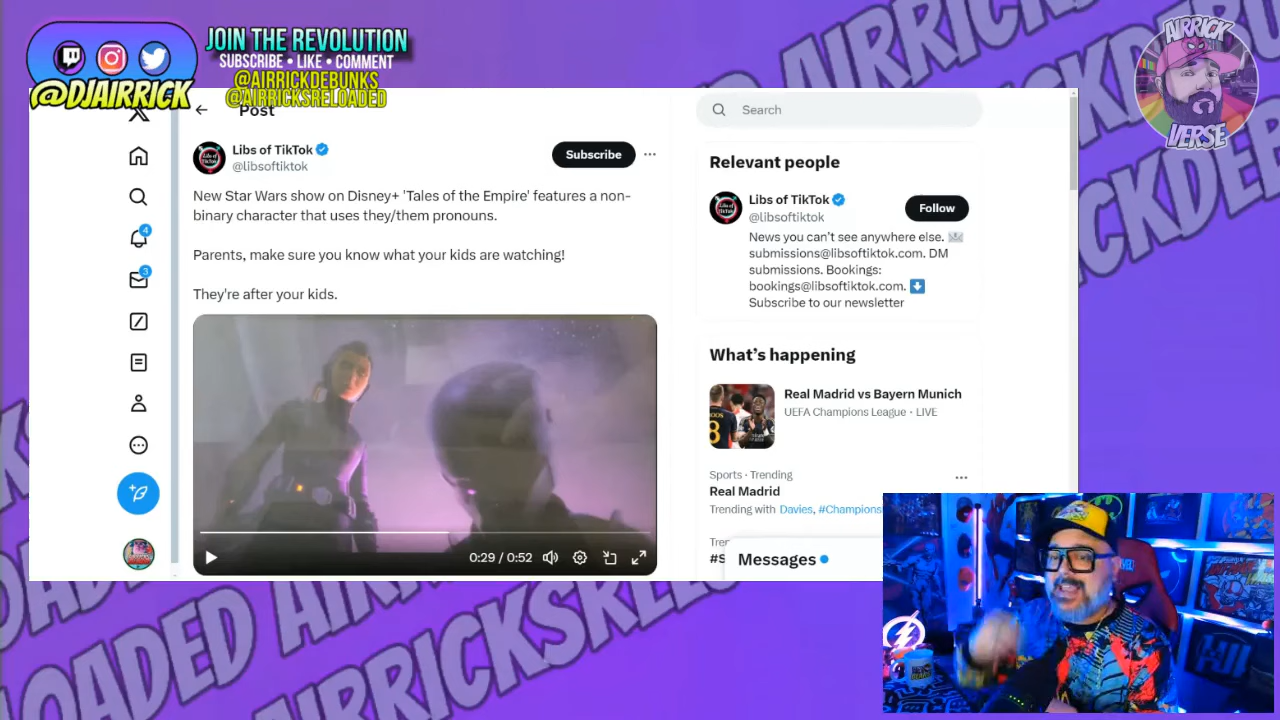 @DJAIRRICK
JOIN THE REVOLUTION
SUBSCRIBE • LIKE • COMMENT
@AIRRICKDEBUNKS
@AIRRICKSRELOADED
AIRRICK
VERSE
Post
Libs of TikTok
@libsoftiktok
Subscribe
New Star Wars show on Disney+ 'Tales of the Empire' features a non-
binary character that uses they/them pronouns.
Parents, make sure you know what your kids are watching!
They're after your kids.
0:29 / 0:52
4
3
Search
Relevant people
Libs of TikTok
@libsoftiktok
Follow
News you can't see anywhere else.
submissions@libsoftiktok.com. DM
submissions. Bookings:
bookings@libsoftiktok.com.
Subscribe to our newsletter
What's happening
Real Madrid vs Bayern Munich
UEFA Champions League · LIVE
Sports · Trending
Real Madrid
Trending with Davies, #Champions
Messages
AIRRICK
LOADED
AIRRICKSRELO